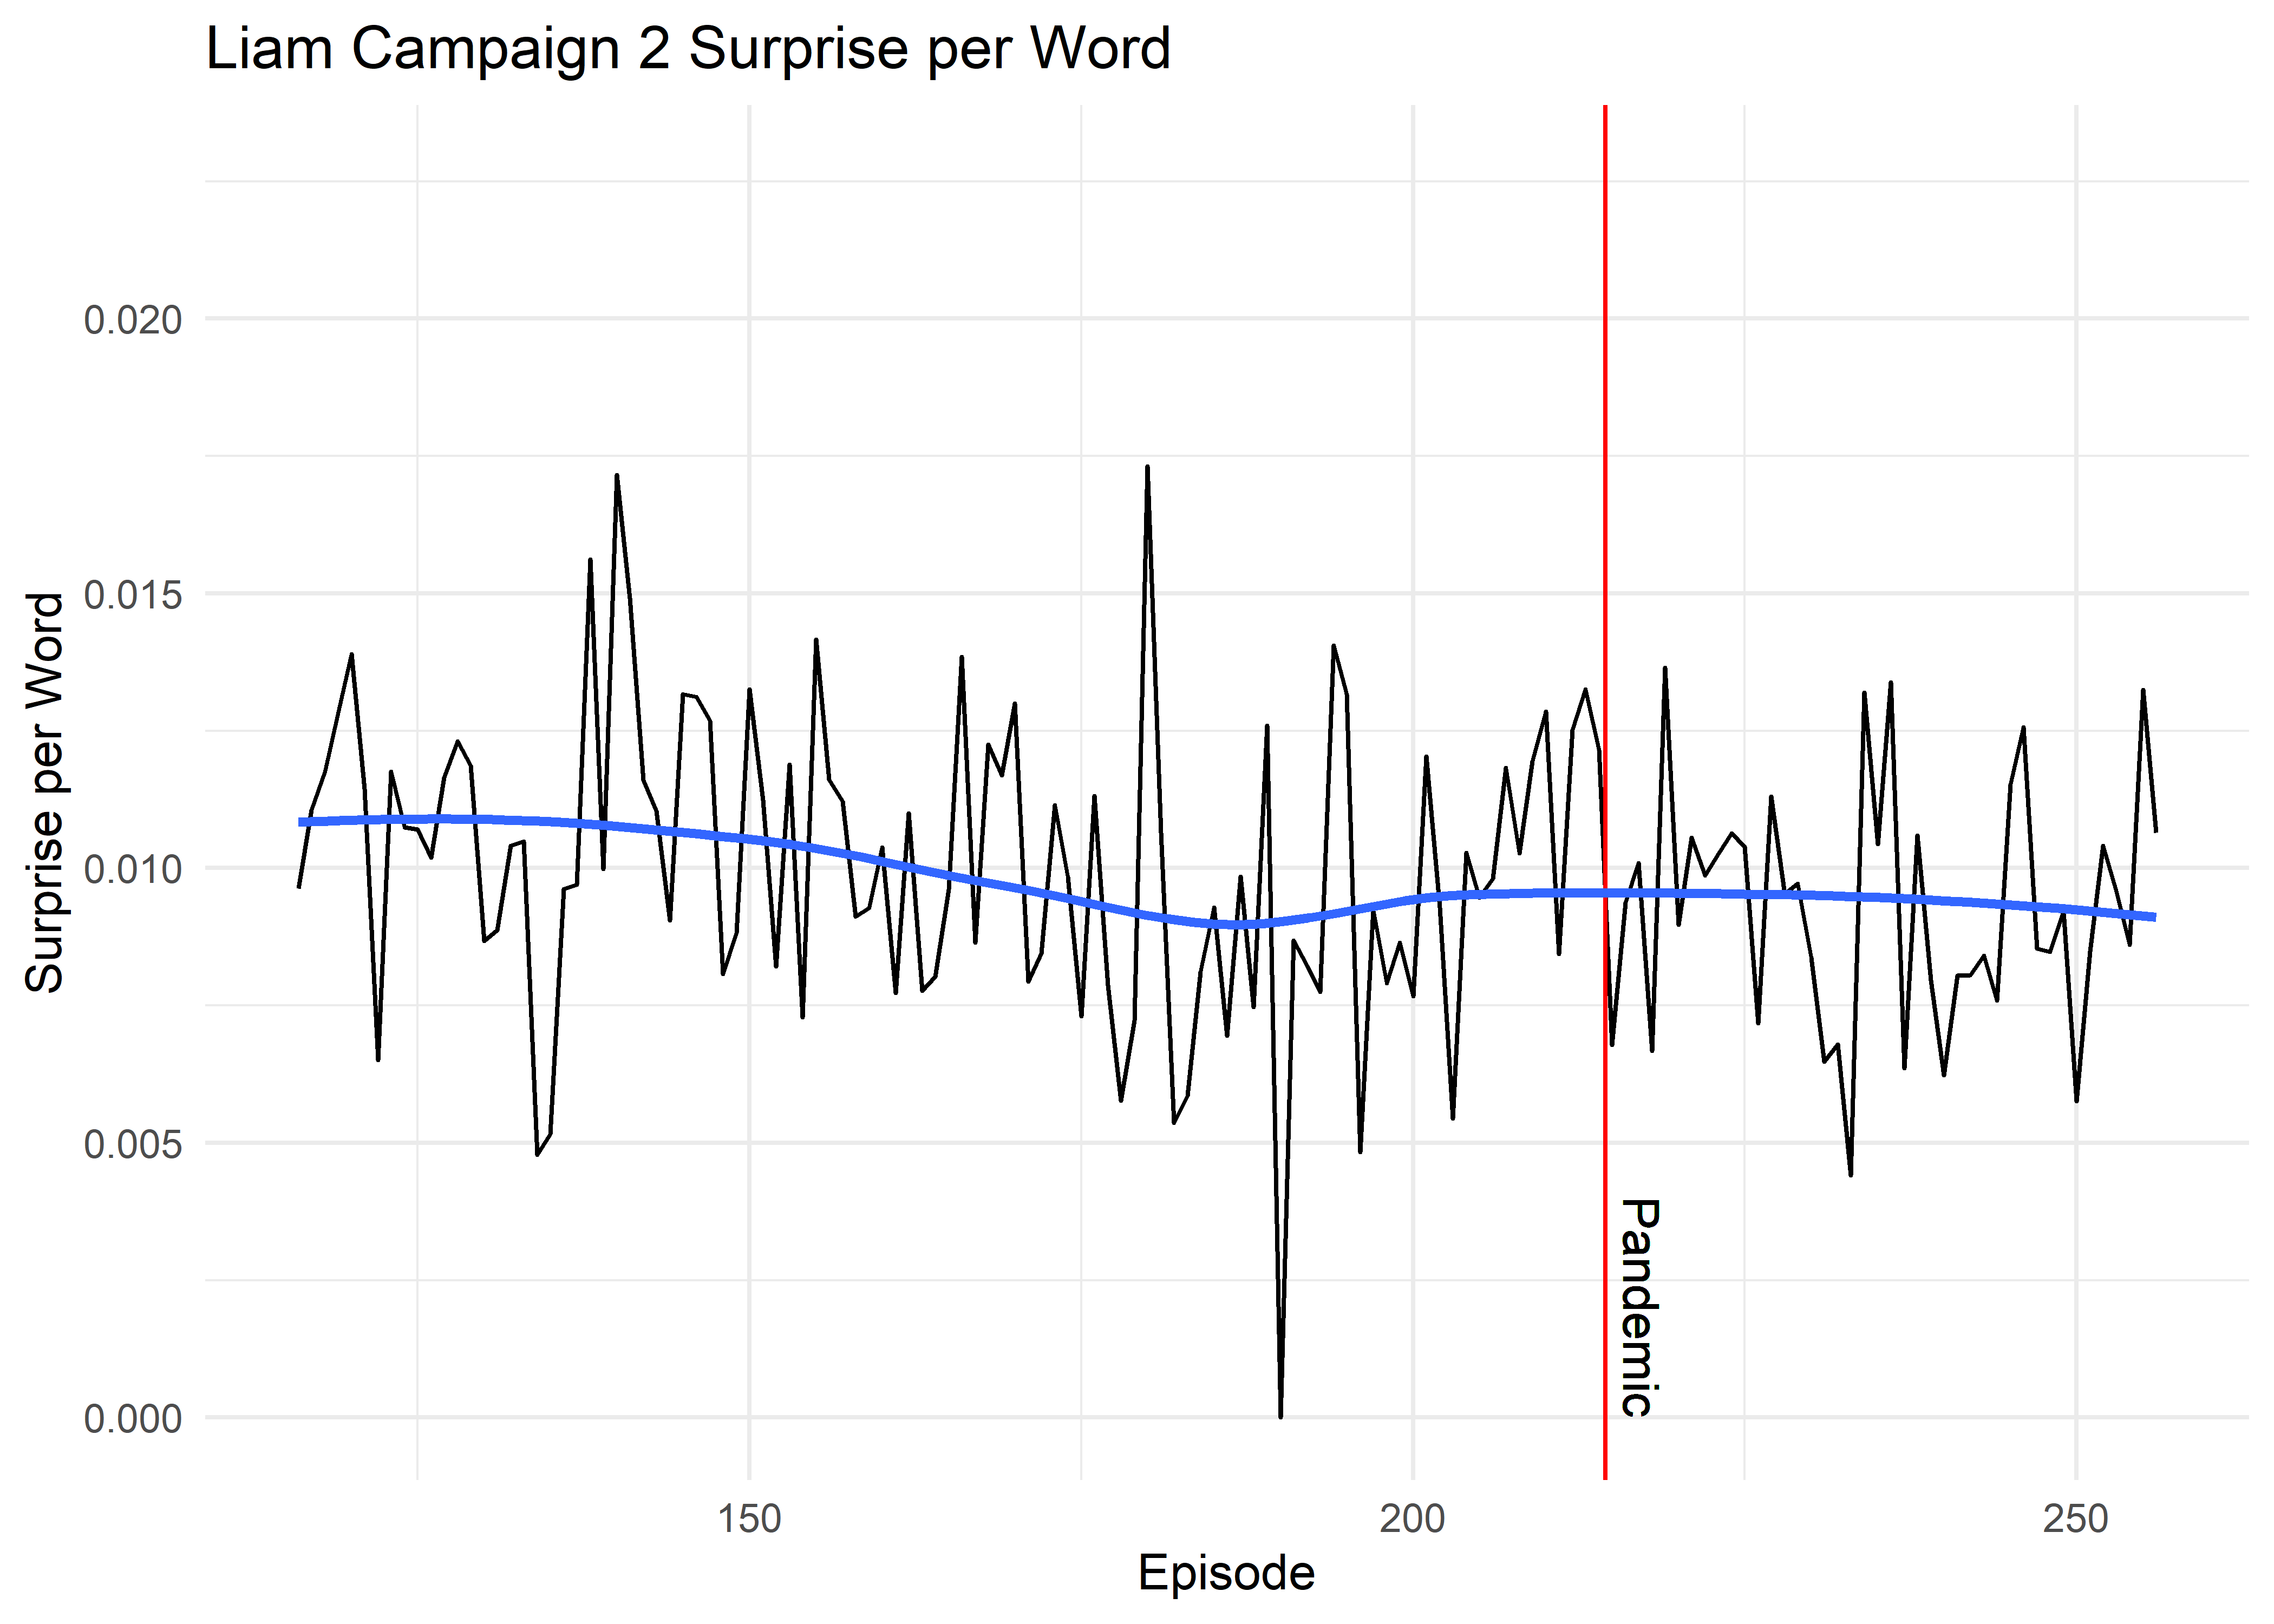 Liam Campaign 2 Surprise per Word
Surprise per Word
0.020
0.015
0.010
0.005
0.000
Pandemic
150
200
250
Episode